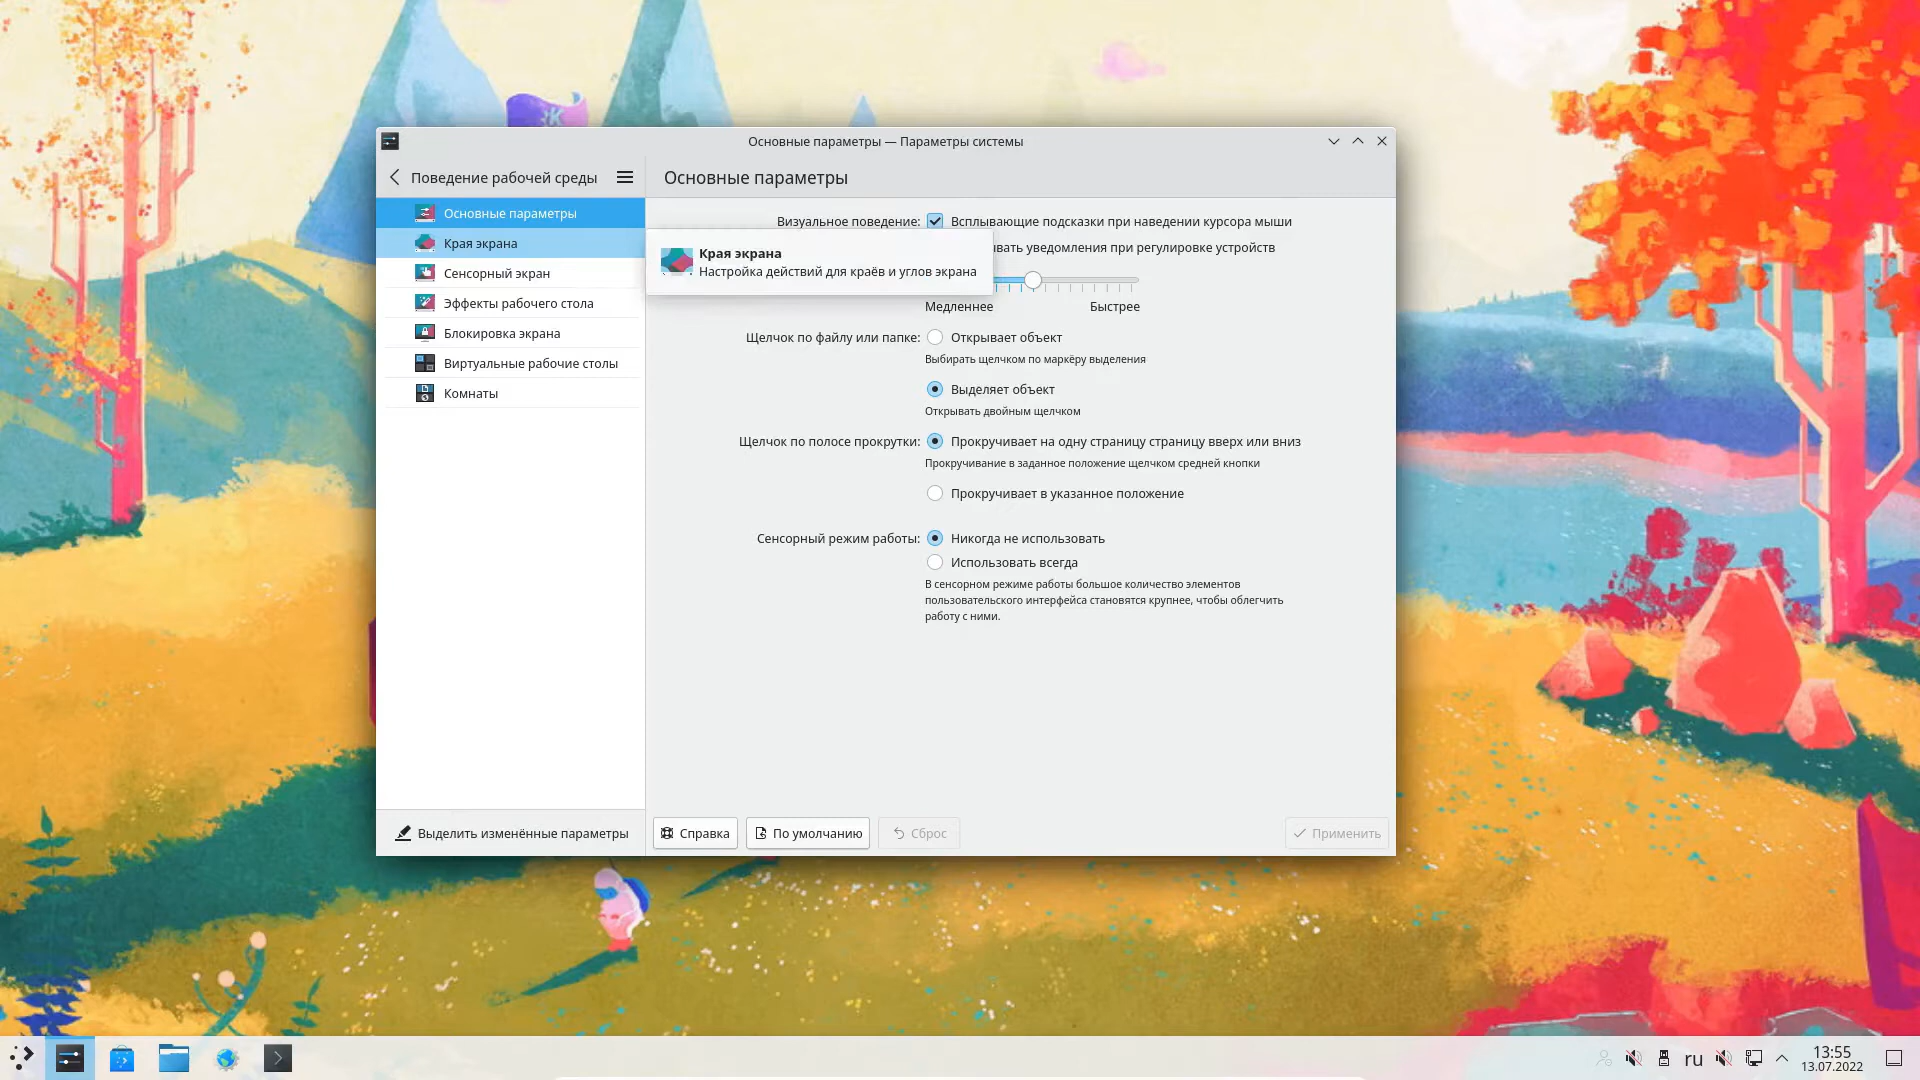 Основные параметры — Параметры системы
Поведение рабочей среды
Основные параметры
Основные параметры
Края экрана
Сенсорный экран
Эффекты рабочего стола
Блокировка экрана
Виртуальные рабочие столы
Комнаты
Выделить изменённые параметры
Визуальное поведение: Всплывающие подсказки при наведении курсора мыши
уведомления при регулировке устройств
Края экрана
Настройка действий для краёв и углов экрана
Медленнее Быстрее
Щелчок по файлу или папке: Открывает объект
Выбирать щелчком по маркёру выделения
Выделяет объект
Открывать двойным щелчком
Щелчок по полосе прокрутки: Прокручивает на одну страницу страницу вверх или вниз
Прокручивание в заданное положение щелчком средней кнопки
Прокручивает в указанное положение
Сенсорный режим работы: Никогда не использовать
Использовать всегда
В сенсорном режиме работы большое количество элементов
пользовательского интерфейса становятся крупнее, чтобы облегчить
работу с ними.
Справка По умолчанию Сброс Применить
ru 13:55
13.07.2022